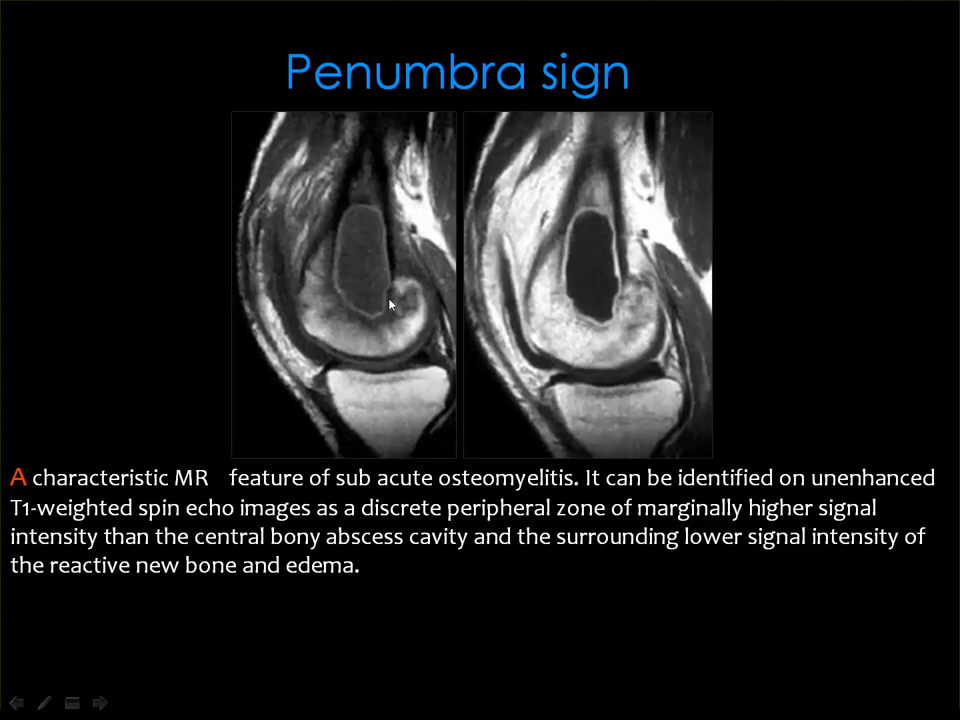 Penumbra sign
A characteristic MR feature of sub acute osteomyelitis. It can be identified on unenhanced
T1-weighted spin echo images as a discrete peripheral zone of marginally higher signal
intensity than the central bony abscess cavity and the surrounding lower signal intensity of
the reactive new bone and edema.